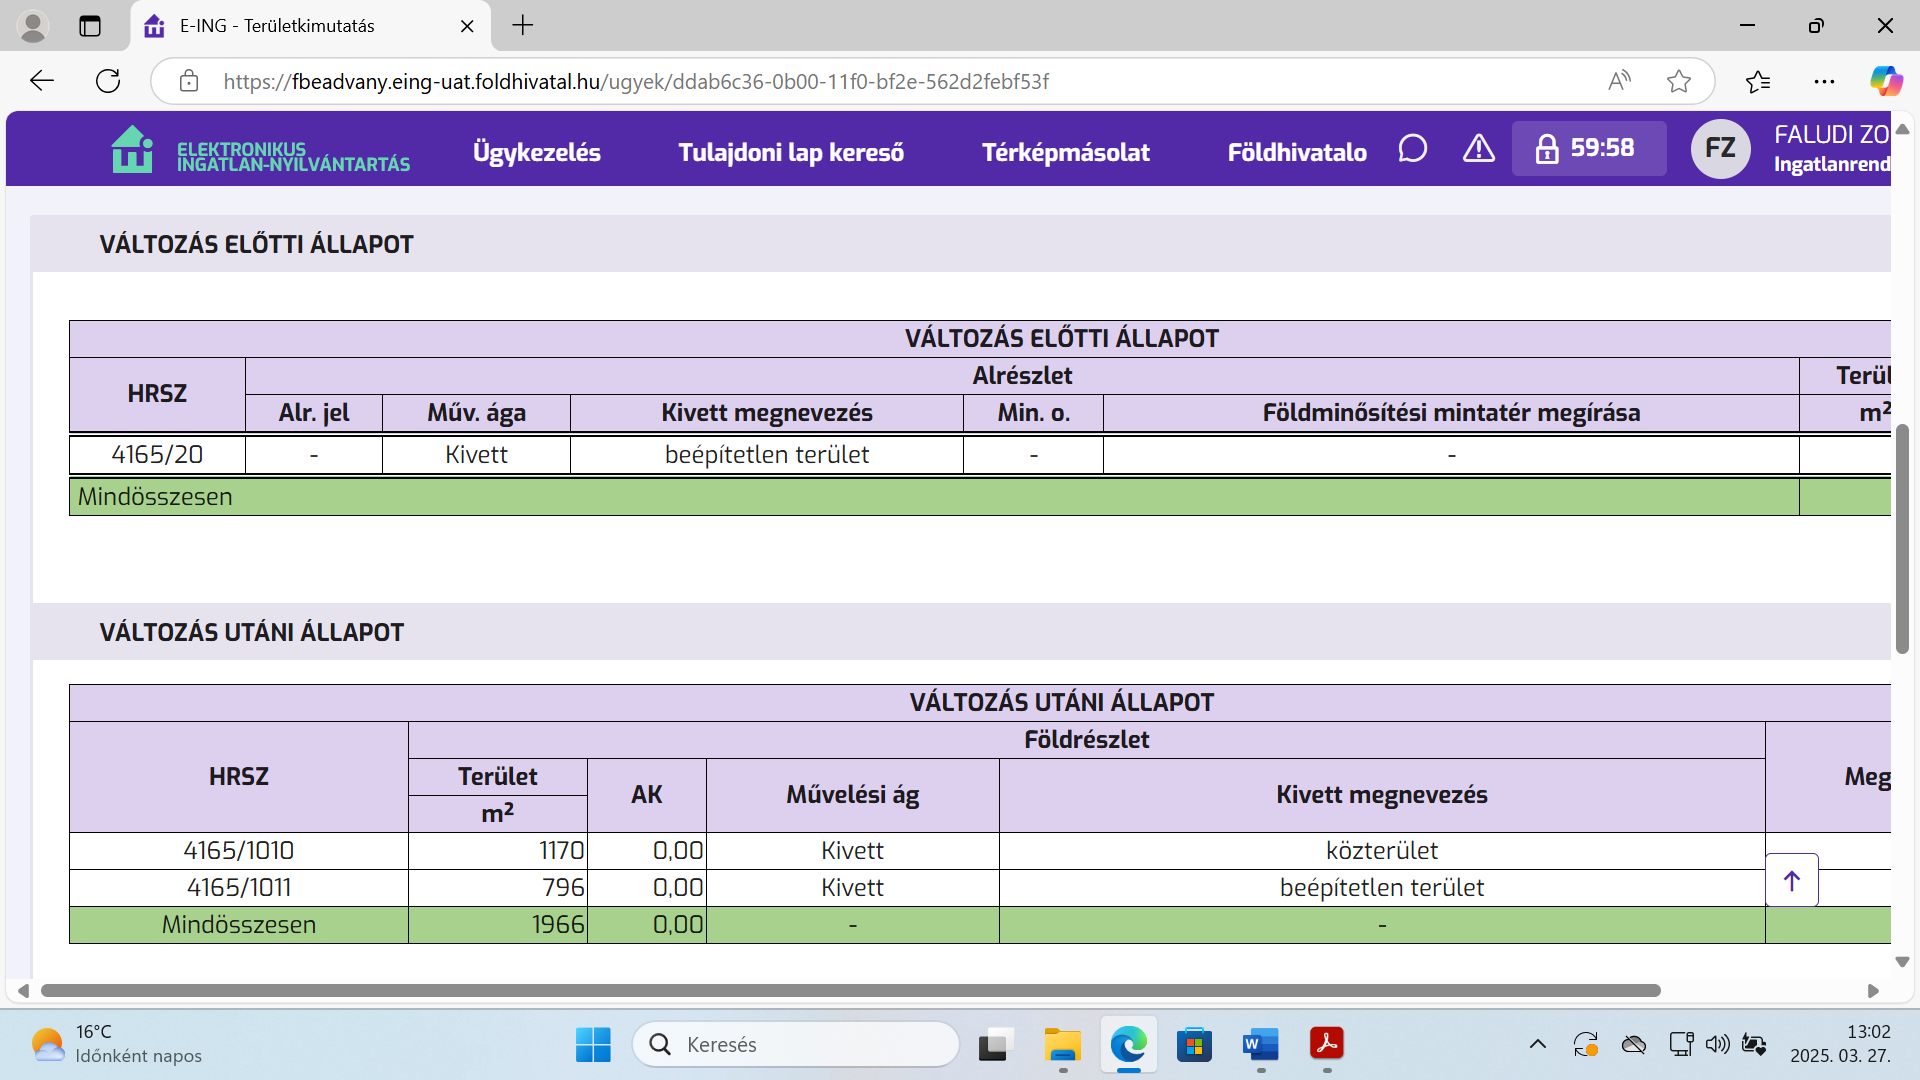 E-ING - Területkimutatás
https://fbeadvany.eing-uat.foldhivatal.hu/ugyek/ddab6c36-0b00-11f0-bf2e-562d2febf53f
ELEKTRONIKUS
INGATLAN-NYILVÁNTARTÁS
Ügykezelés
Tulajdoni lap kereső
Térképmásolat
Földhivatalo
59:58
FZ
FALUDI ZO
Ingatlanrend
VÁLTOZÁS ELŐTTI ÁLLAPOT
VÁLTOZÁS ELŐTTI ÁLLAPOT
HRSZ Alrészlet Terül
Alr. jel Műv. ága Kivett megnevezés Min. o. Földminősítési mintatér megírása m²
4165/20 - Kivett beépítetlen terület - -
Mindösszesen
VÁLTOZÁS UTÁNI ÁLLAPOT
VÁLTOZÁS UTÁNI ÁLLAPOT
HRSZ Földrészlet Meg
Terület AK Művelési ág Kivett megnevezés
m²
4165/1010 1170 0,00 Kivett közterület
4165/1011 796 0,00 Kivett beépítetlen terület
Mindösszesen 1966 0,00 - -
16°C
Időnként napos
Keresés
13:02
2025. 03. 27.